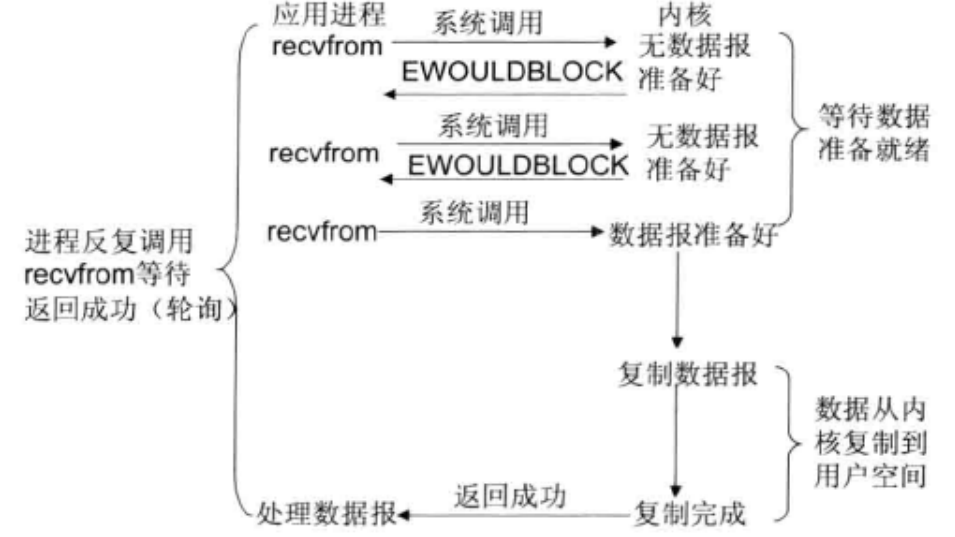 应用进程
内核
recvfrom
系统调用
无数据报
准备好
EWOULDBLOCK
recvfrom
系统调用
无数据报
准备好
EWOULDBLOCK
等待数据
准备就绪
recvfrom
系统调用
数据报准备好
进程反复调用
recvfrom等待
返回成功（轮询）
复制数据报
数据从内
核复制到
用户空间
处理数据报
返回成功
复制完成